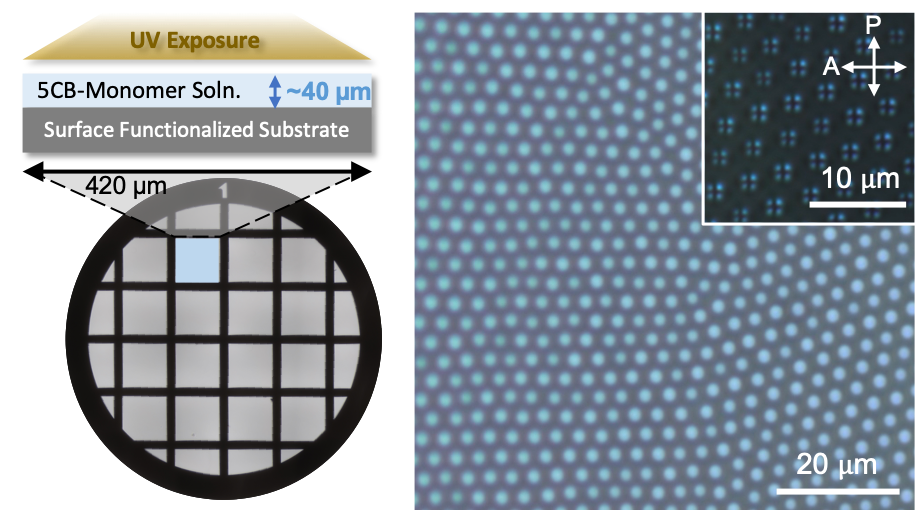 UV Exposure
5CB-Monomer Soln.
~40 µm
Surface Functionalized Substrate
420 µm
1
P
A
10 µm
20 µm